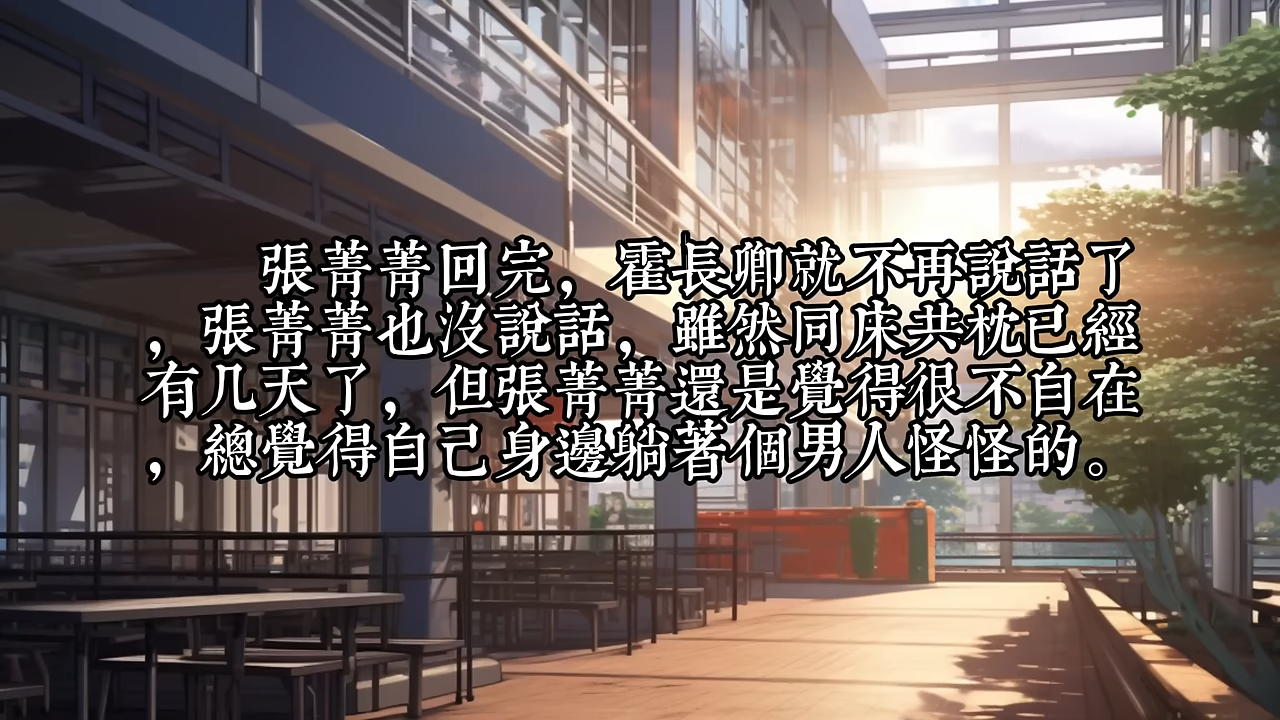 張菁菁回完，霍長卿就不再說話了
，張菁菁也沒說話，雖然同床共枕已經
有几天了，但張菁菁還是覺得很不自在
，總覺得自己身邊躺著個男人怪怪的。